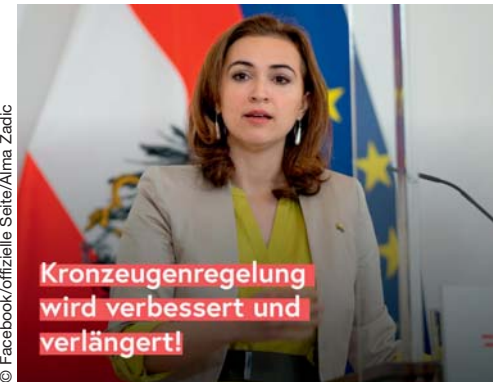 © Facebook/offizielle Seite/Alma Zadic
Kronzeugenregelung
wird verbessert und
verlängert!